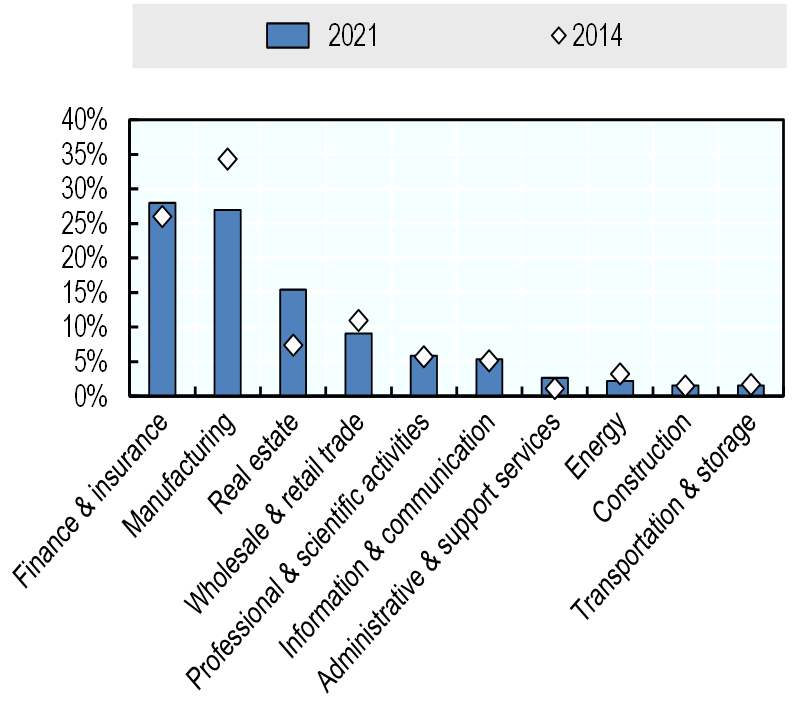 2021 2014
40%
35%
30%
25%
20%
15%
10%
5%
0%
Finance & insurance
Manufacturing
Real estate
Wholesale & retail trade
Professional & scientific activities
Information & communication
Administrative & support services
Energy
Construction
Transportation & storage